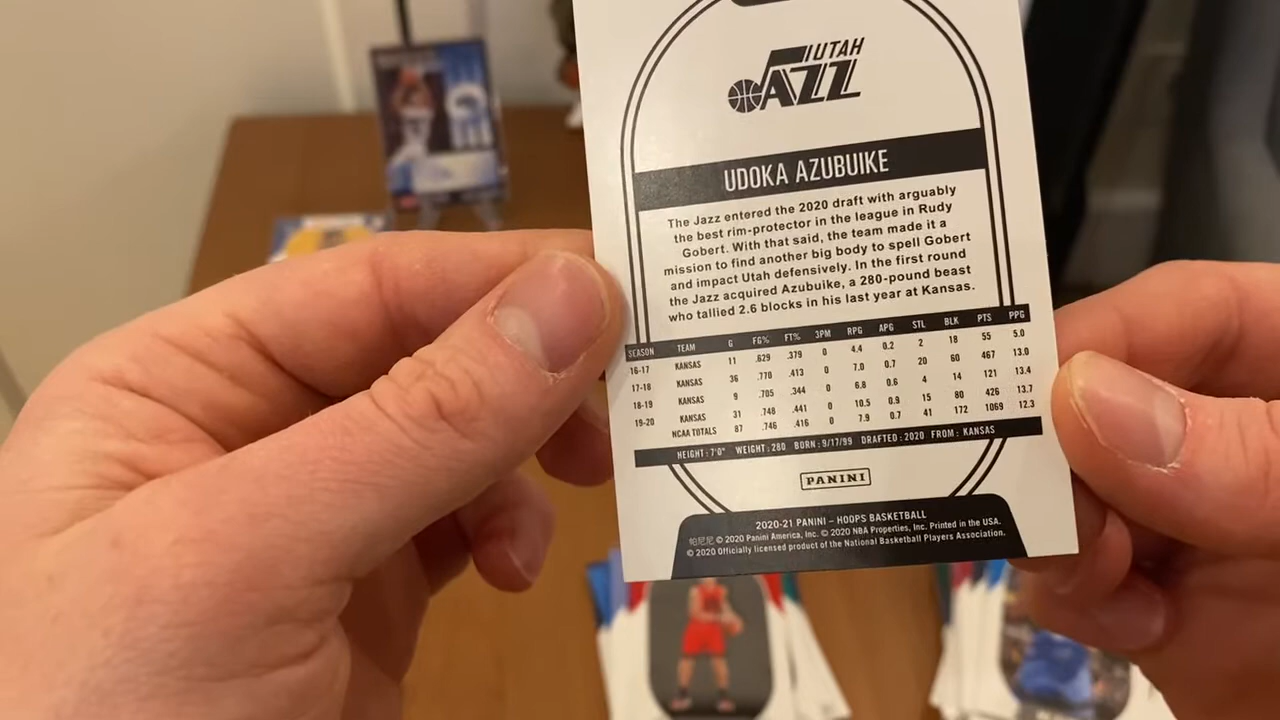 UTAH
JAZZ
UDOKA AZUBUIKE
The Jazz entered the 2020 draft with arguably
the best rim-protector in the league in Rudy
Gobert. With that said, the team made it a
mission to find another big body to spell Gobert
and impact Utah defensively. In the first round
the Jazz acquired Azubuike, a 280-pound beast
who tallied 2.6 blocks in his last year at Kansas.
SEASON TEAM G FG% FT% 3PM RPG APG STL BLK PTS PPG
16-17 KANSAS 11 .629 .379 0 4.4 0.2 2 18 55 5.0
17-18 KANSAS 36 .770 .413 0 7.0 0.7 20 60 467 13.0
18-19 KANSAS 9 .705 .344 0 6.8 0.6 4 14 121 13.4
19-20 KANSAS 31 .748 .441 0 10.5 0.9 15 80 426 13.7
NCAA TOTALS 87 .746 .416 0 7.9 0.7 41 172 1069 12.3
HEIGHT: 7'0" WEIGHT: 280 BORN: 9/17/99 DRAFTED: 2020 FROM: KANSAS
PANINI
2020-21 PANINI – HOOPS BASKETBALL
帕尼尼 © 2020 Panini America, Inc. © 2020 NBA Properties, Inc. Printed in the USA.
© 2020 Officially licensed product of the National Basketball Players Association.